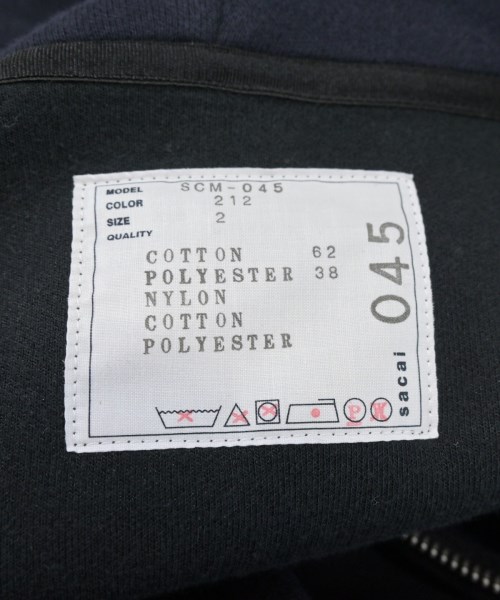 MODEL SCM-045
COLOR 212
SIZE 2
QUALITY
COTTON 62
POLYESTER 38
NYLON
COTTON
POLYESTER
P
sacai 045